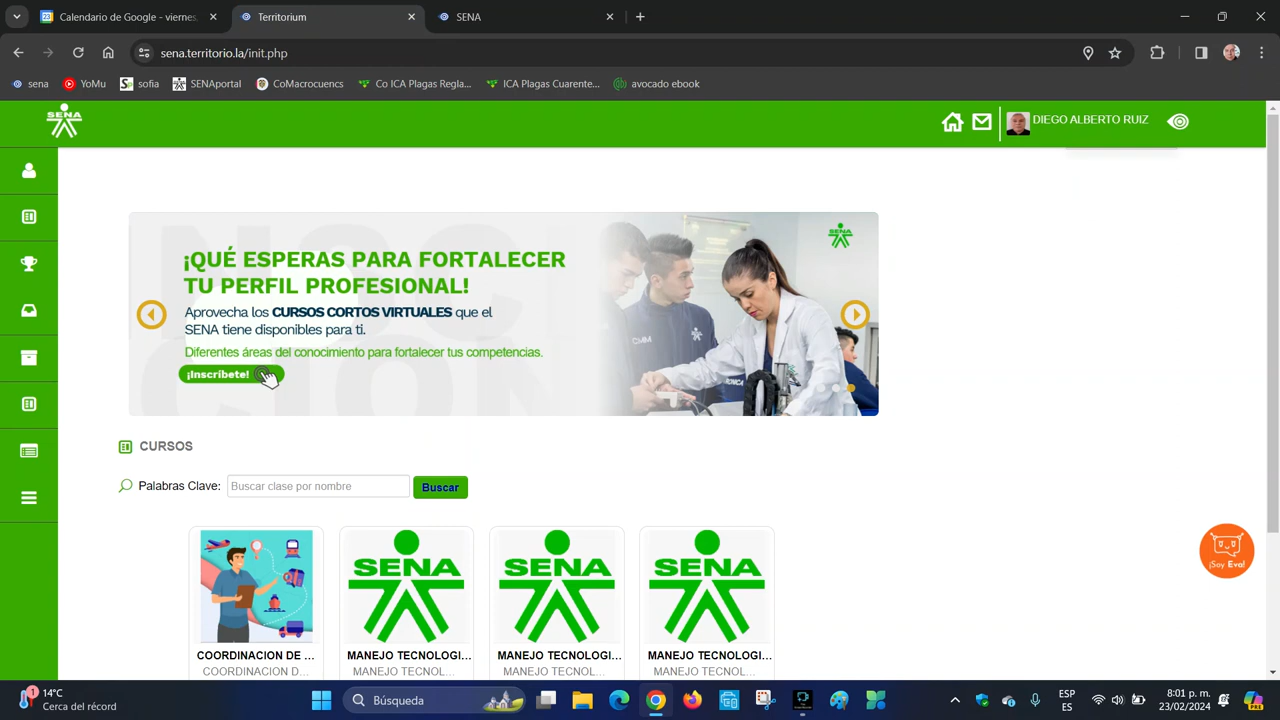 Calendario de Google - viernes,
Territorium
SENA
sena.territorio.la/init.php
sena
YoMu
sofia
SENAportal
CoMacrocuencs
Co ICA Plagas Regla...
ICA Plagas Cuarente...
avocado ebook
SENA
DIEGO ALBERTO RUIZ
¡QUÉ ESPERAS PARA FORTALECER
TU PERFIL PROFESIONAL!
Aprovecha los CURSOS CORTOS VIRTUALES que el
SENA tiene disponibles para ti.
Diferentes áreas del conocimiento para fortalecer tus competencias.
¡Inscríbete!
CURSOS
Palabras Clave:
Buscar clase por nombre
Buscar
SENA
SENA
SENA
COORDINACION DE ...
MANEJO TECNOLOGI...
MANEJO TECNOLOGI...
MANEJO TECNOLOGI...
COORDINACION D...
MANEJO TECNOL...
MANEJO TECNOL...
MANEJO TECNOL...
¡Soy Eva!
1
14°C
Cerca del récord
Búsqueda
ESP
ES
8:01 p. m.
23/02/2024